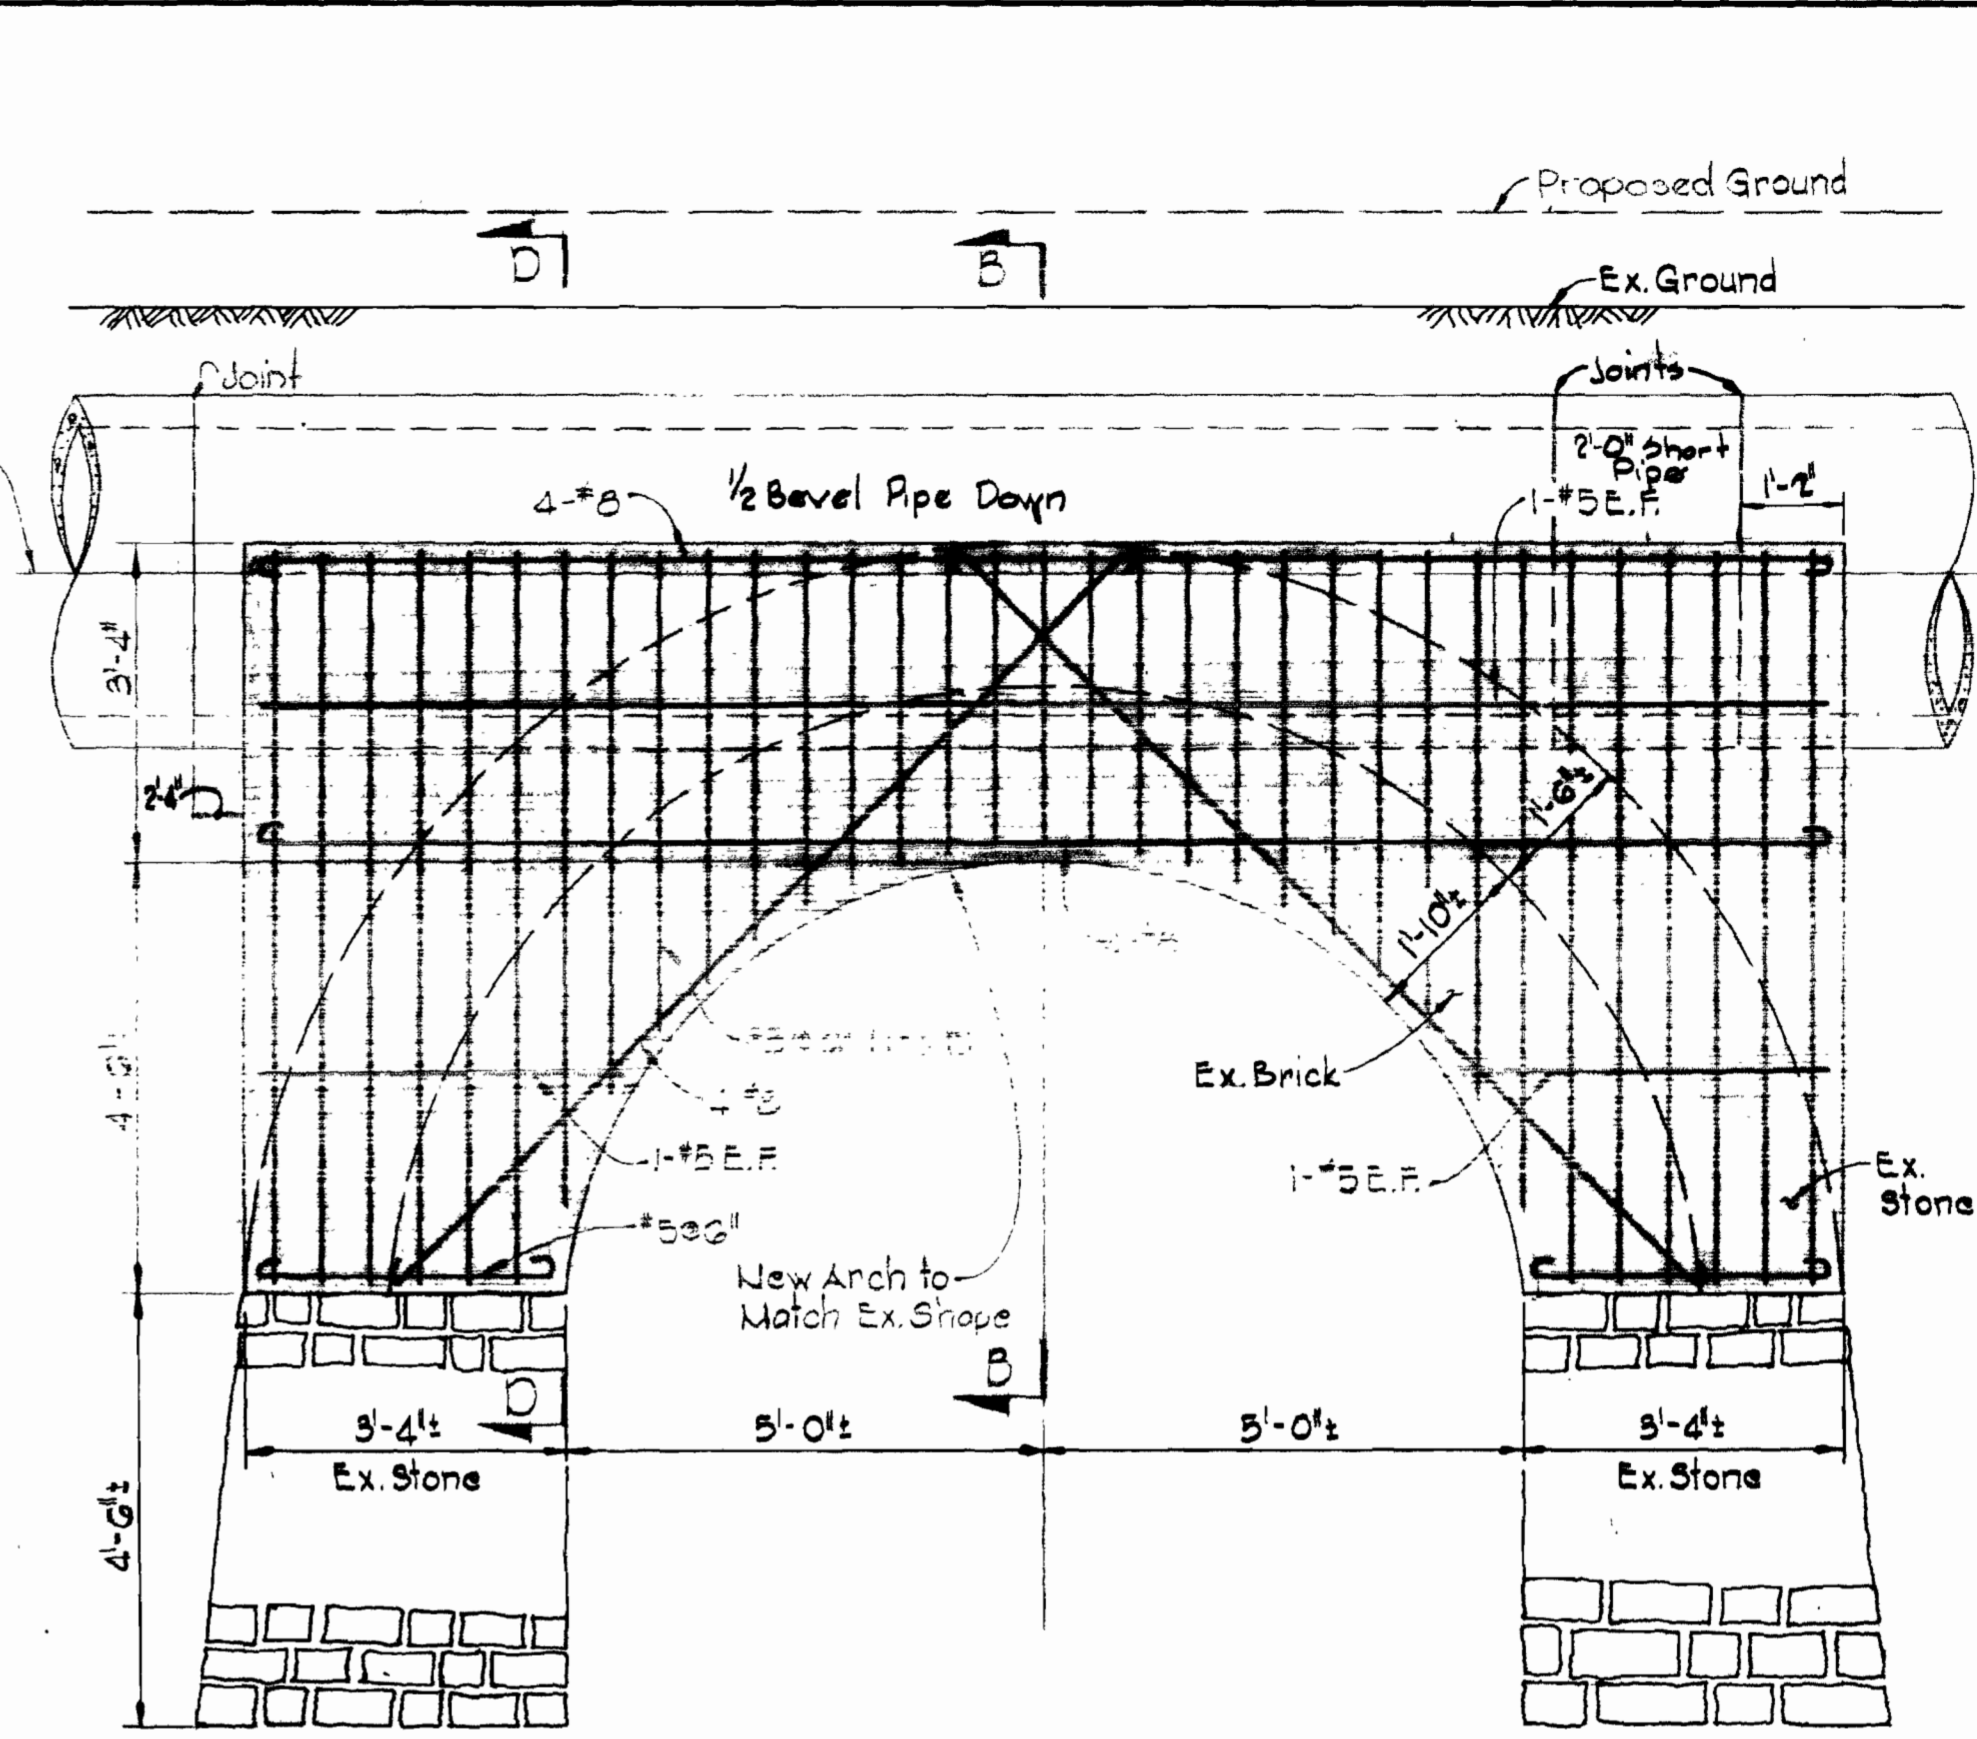 Proposed Ground
D
B
Ex. Ground
Joint
Joints
2'-0" Short
Pipe
1'-2"
4-#8
1/2 Bevel Pipe Down
1-#5 E.F.
3'-4"
2'-4"
1'-6"±
1'-10"±
Ex. Brick
4-#8
1-#5 E.F.
1-#5 E.F.
Ex.
Stone
#5@6"
New Arch to
Match Ex. Shape
B
D
3'-4"±
5'-0"±
5'-0"±
3'-4"±
Ex. Stone
Ex. Stone
4'-6"±